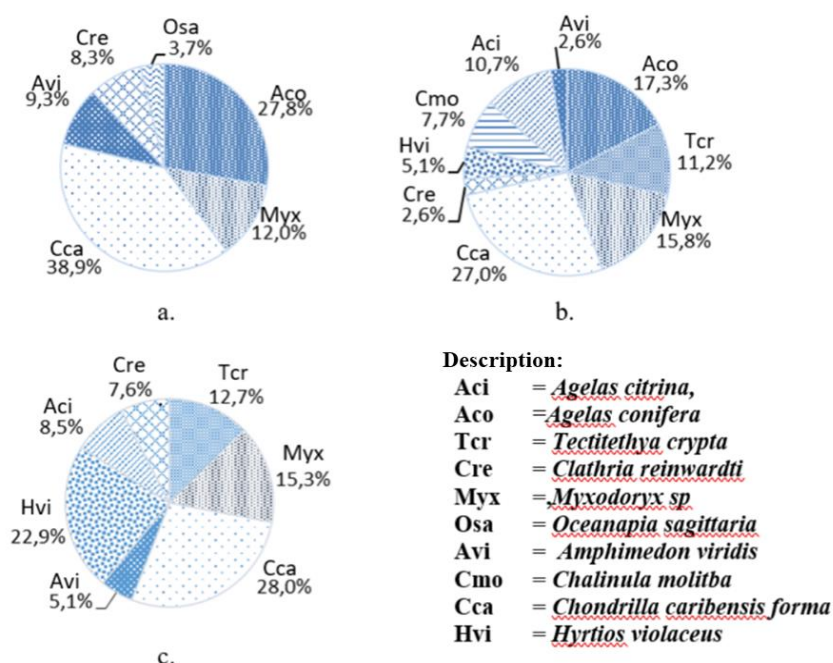 Osa
3,7%
Cre
8,3%
Avi
9,3%
Aco
27,8%
Myx
12,0%
Cca
38,9%
a.
Avi
2,6%
Aci
10,7%
Aco
17,3%
Cmo
7,7%
Tcr
11,2%
Hvi
5,1%
Cre
2,6%
Myx
15,8%
Cca
27,0%
b.
Cre
7,6%
Tcr
12,7%
Aci
8,5%
Myx
15,3%
Hvi
22,9%
Cca
28,0%
Avi
5,1%
c.
Description:
Aci = Agelas citrina,
Aco =Agelas conifera
Tcr = Tectitethya crypta
Cre = Clathria reinwardti
Myx =,Myxodoryx sp
Osa = Oceanapia sagittaria
Avi = Amphimedon viridis
Cmo = Chalinula molitba
Cca = Chondrilla caribensis forma
Hvi = Hyrtios violaceus